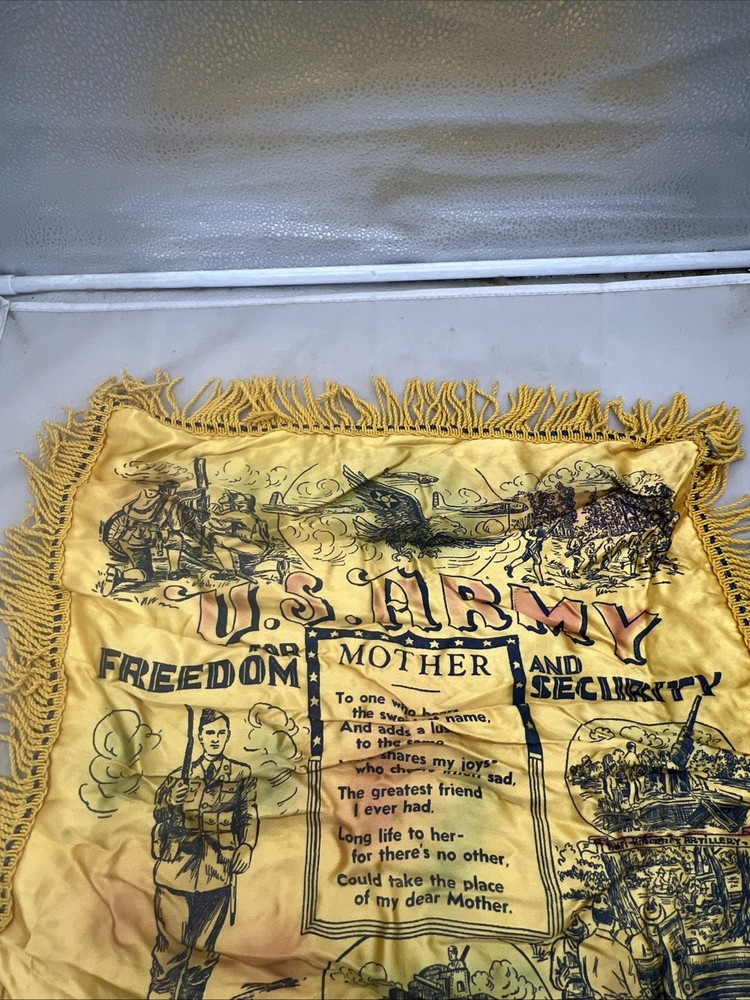 U.S. ARMY
FOR
FREEDOM
AND
SECURITY
MOTHER
To one who
the name,
And adds a
to the same
shares my joys-
who when sad,
The greatest friend
I ever had.
Long life to her-
for there's no other,
Could take the place
of my dear Mother.
ARTILLERY